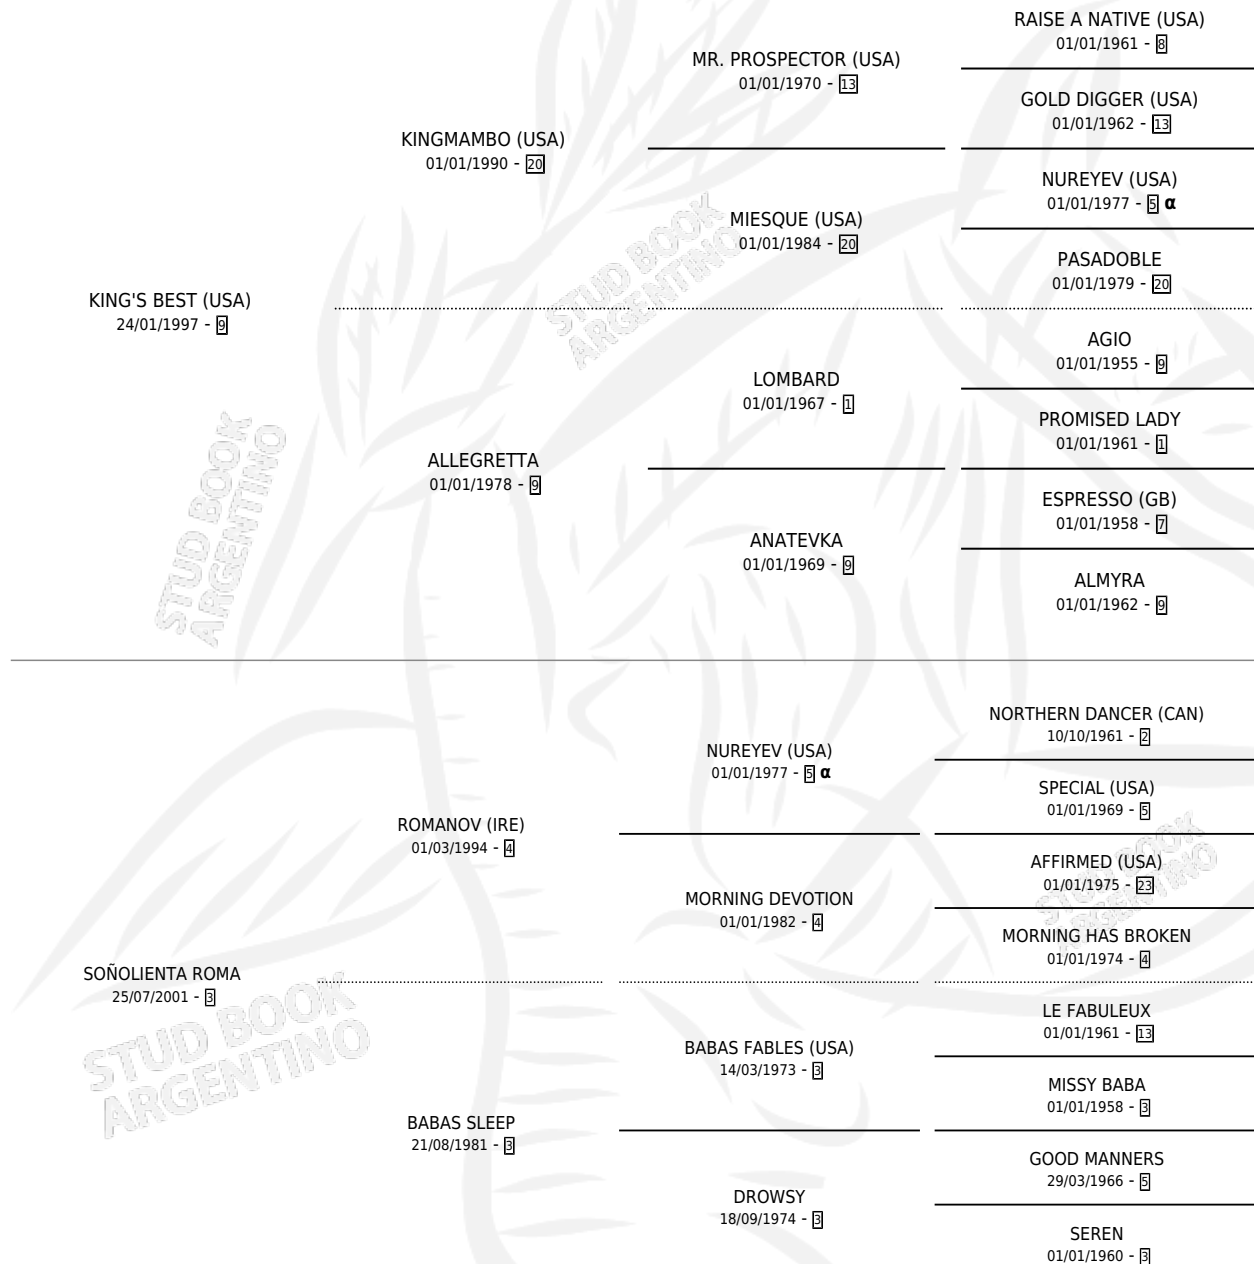 RAISE A NATIVE (USA)
01/01/1961 - 8
MR. PROSPECTOR (USA)
01/01/1970 - 13
GOLD DIGGER (USA)
01/01/1962 - 13
KINGMAMBO (USA)
01/01/1990 - 20
NUREYEV (USA)
01/01/1977 - 5 α
MIESQUE (USA)
01/01/1984 - 20
PASADOBLE
01/01/1979 - 20
KING'S BEST (USA)
24/01/1997 - 9
AGIO
01/01/1955 - 9
LOMBARD
01/01/1967 - 1
PROMISED LADY
01/01/1961 - 1
ALLEGRETTA
01/01/1978 - 9
ESPRESSO (GB)
01/01/1958 - 7
ANATEVKA
01/01/1969 - 9
ALMYRA
01/01/1962 - 9
NORTHERN DANCER (CAN)
10/10/1961 - 2
NUREYEV (USA)
01/01/1977 - 5 α
SPECIAL (USA)
01/01/1969 - 5
ROMANOV (IRE)
01/03/1994 - 4
AFFIRMED (USA)
01/01/1975 - 23
MORNING DEVOTION
01/01/1982 - 4
MORNING HAS BROKEN
01/01/1974 - 4
SOÑOLIENTA ROMA
25/07/2001 - 3
LE FABULEUX
01/01/1961 - 13
BABAS FABLES (USA)
14/03/1973 - 3
MISSY BABA
01/01/1958 - 3
BABAS SLEEP
21/08/1981 - 3
GOOD MANNERS
29/03/1966 - 5
DROWSY
18/09/1974 - 3
SEREN
01/01/1960 - 3
STUD BOOK
ARGENTINO
STUD BOOK
ARGENTINO
STUD BOOK
ARGENTINO
STUD BOOK
ARGENTINO